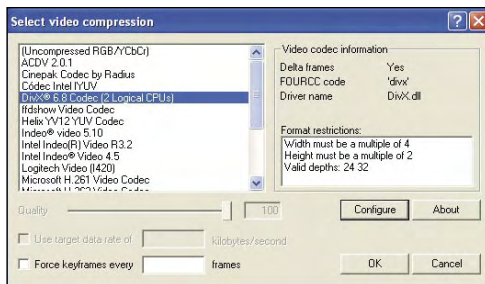 Select video compression
(Uncompressed RGB/YCbCr)
ACDV 2.0.1
Cinepak Codec by Radius
Códec Intel IYUV
DivX® 6.8 Codec (2 Logical CPUs)
ffdshow Video Codec
Helix YV12 YUV Codec
Indeo® video 5.10
Intel Indeo(R) Video R3.2
Intel Indeo® Video 4.5
Logitech Video (I420)
Microsoft H.261 Video Codec
Video codec information
Delta frames Yes
FOURCC code 'divx'
Driver name DivX.dll
Format restrictions:
Width must be a multiple of 4
Height must be a multiple of 2
Valid depths: 24 32
Quality 100
Configure
About
Use target data rate of kilobytes/second
Force keyframes every frames
OK
Cancel